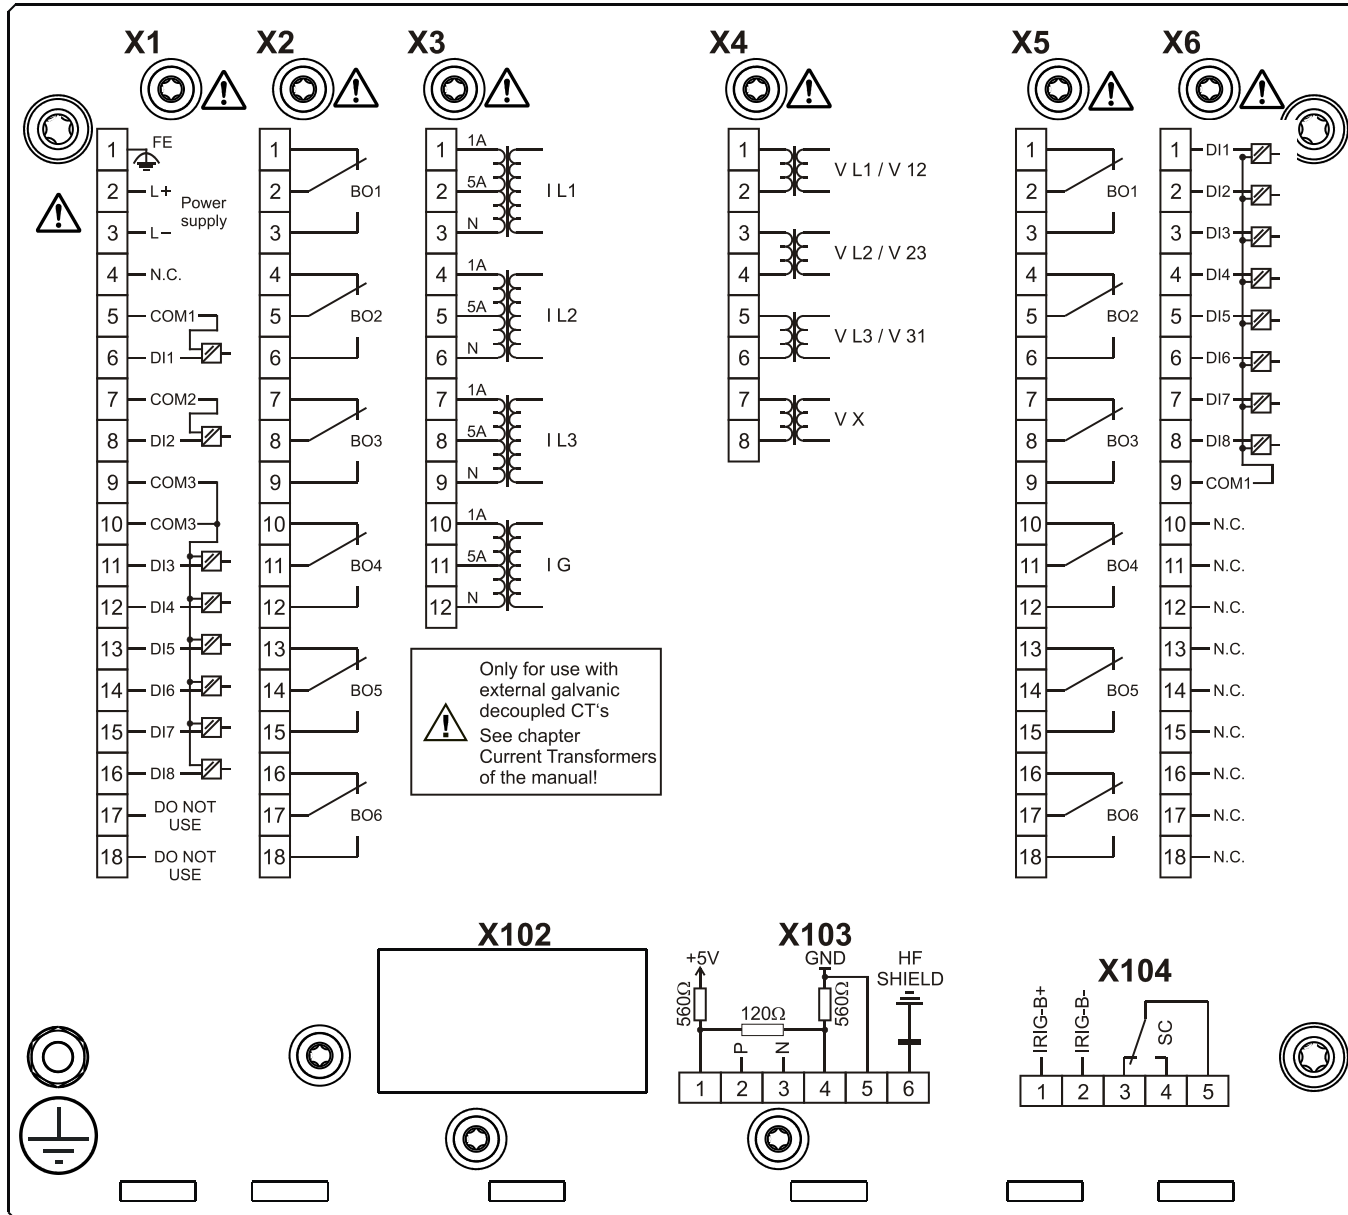 X1
X2
X3
X4
X5
X6
1 FE
2 L+
Power
supply
3 L–
4 N.C.
5 COM1
6 DI1
7 COM2
8 DI2
9 COM3
10 COM3
11 DI3
12 DI4
13 DI5
14 DI6
15 DI7
16 DI8
17 DO NOT
USE
18 DO NOT
USE
1
2 BO1
3
4
5 BO2
6
7
8 BO3
9
10
11 BO4
12
13
14 BO5
15
16
17 BO6
18
1 1A
2 5A I L1
3 N
4 1A
5 5A I L2
6 N
7 1A
8 5A I L3
9 N
10 1A
11 5A I G
12 N
Only for use with
external galvanic
decoupled CT‘s
See chapter
Current Transformers
of the manual!
1
V L1 / V 12
2
3
V L2 / V 23
4
5
V L3 / V 31
6
7
V X
8
1
2 BO1
3
4
5 BO2
6
7
8 BO3
9
10
11 BO4
12
13
14 BO5
15
16
17 BO6
18
1 DI1
2 DI2
3 DI3
4 DI4
5 DI5
6 DI6
7 DI7
8 DI8
9 COM1
10 N.C.
11 N.C.
12 N.C.
13 N.C.
14 N.C.
15 N.C.
16 N.C.
17 N.C.
18 N.C.
X102
X103
+5V
GND
HF
SHIELD
560Ω
120Ω
560Ω
P
N
1 2 3 4 5 6
X104
IRIG-B+
IRIG-B-
SC
1 2 3 4 5